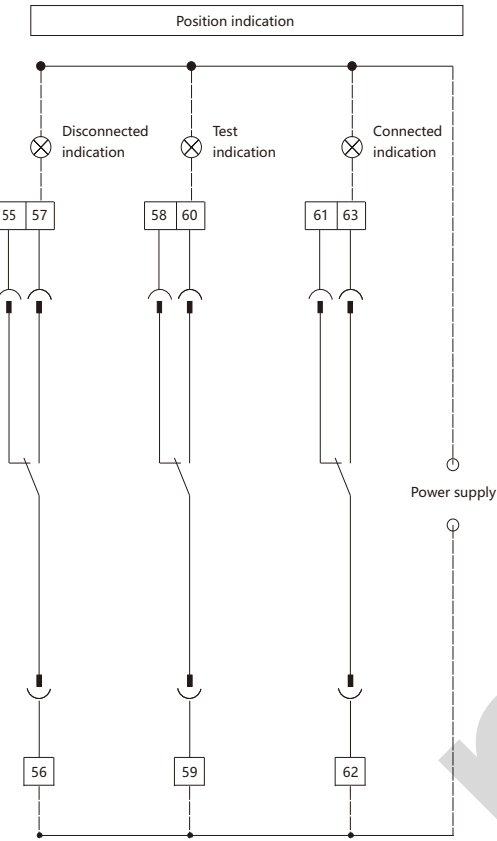 Position indication
Disconnected
indication
Test
indication
Connected
indication
55 57
58 60
61 63
Power supply
56
59
62